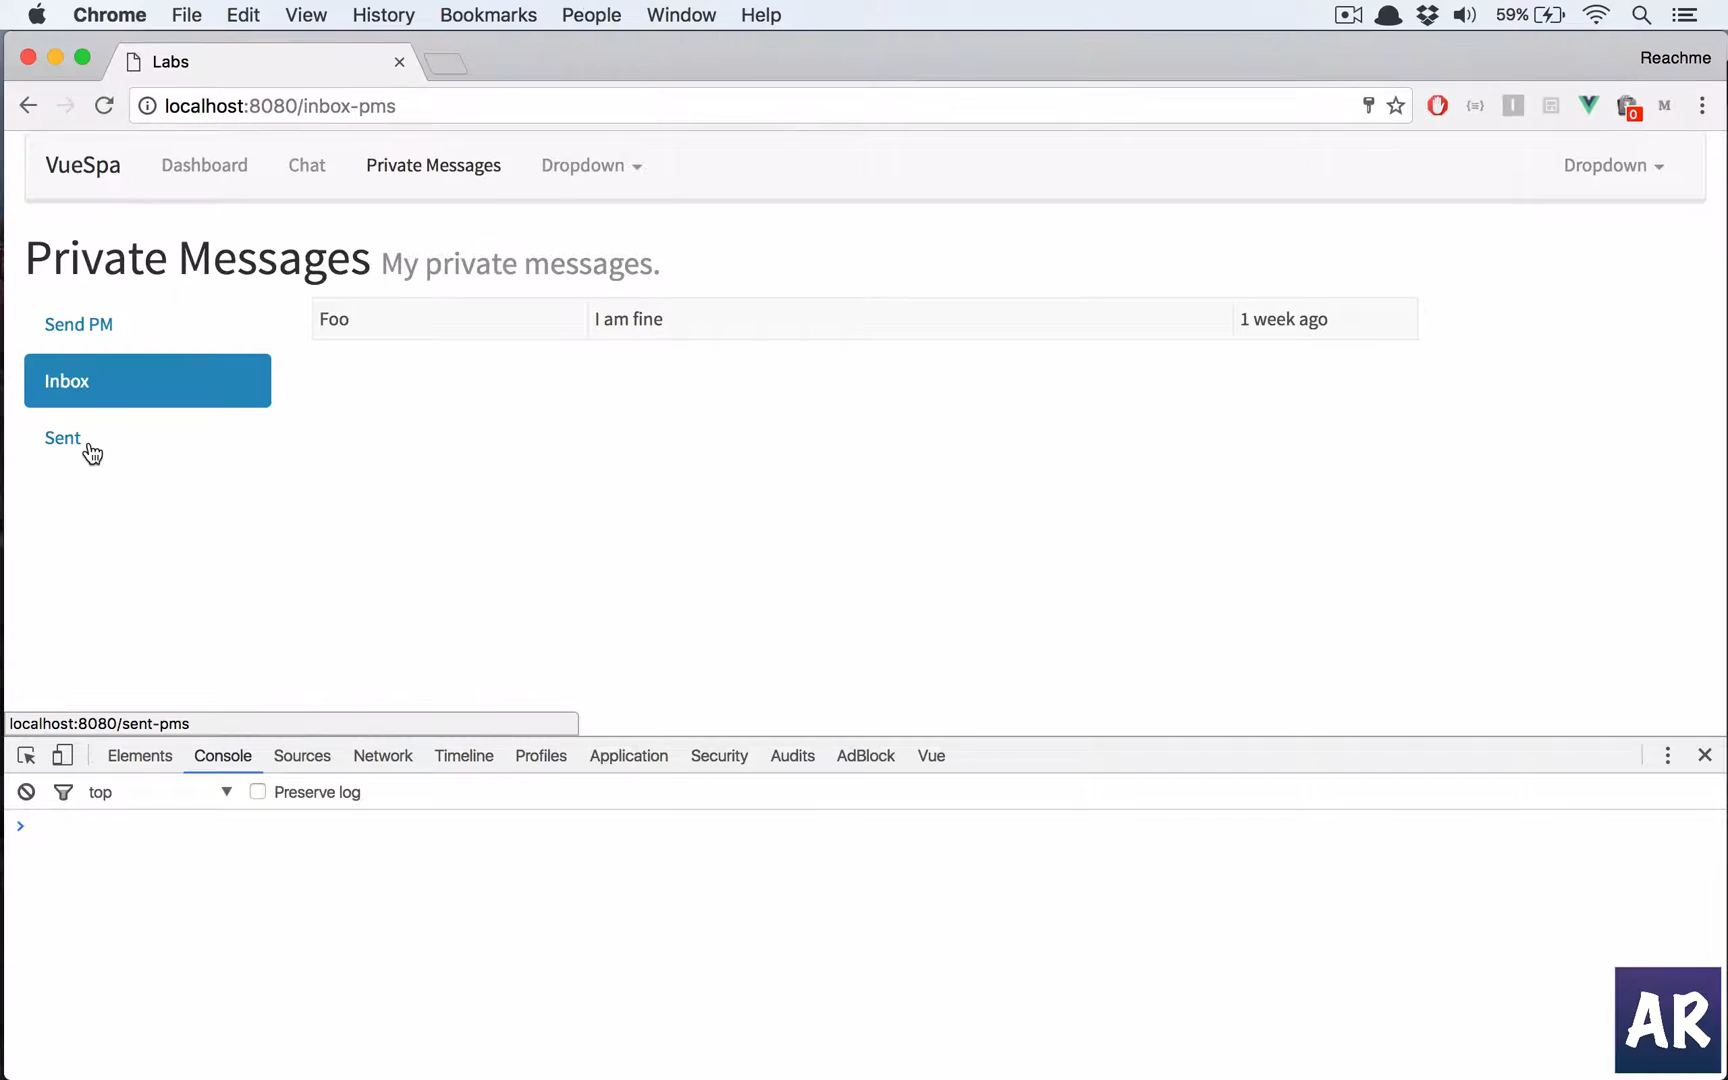 Chrome File Edit View History Bookmarks People Window Help 59%
Labs Reachme
localhost:8080/inbox-pms M
0
VueSpa Dashboard Chat Private Messages Dropdown Dropdown
Private Messages My private messages.
Send PM
Foo I am fine 1 week ago
Inbox
Sent
localhost:8080/sent-pms
Elements Console Sources Network Timeline Profiles Application Security Audits AdBlock Vue
top Preserve log
>
AR